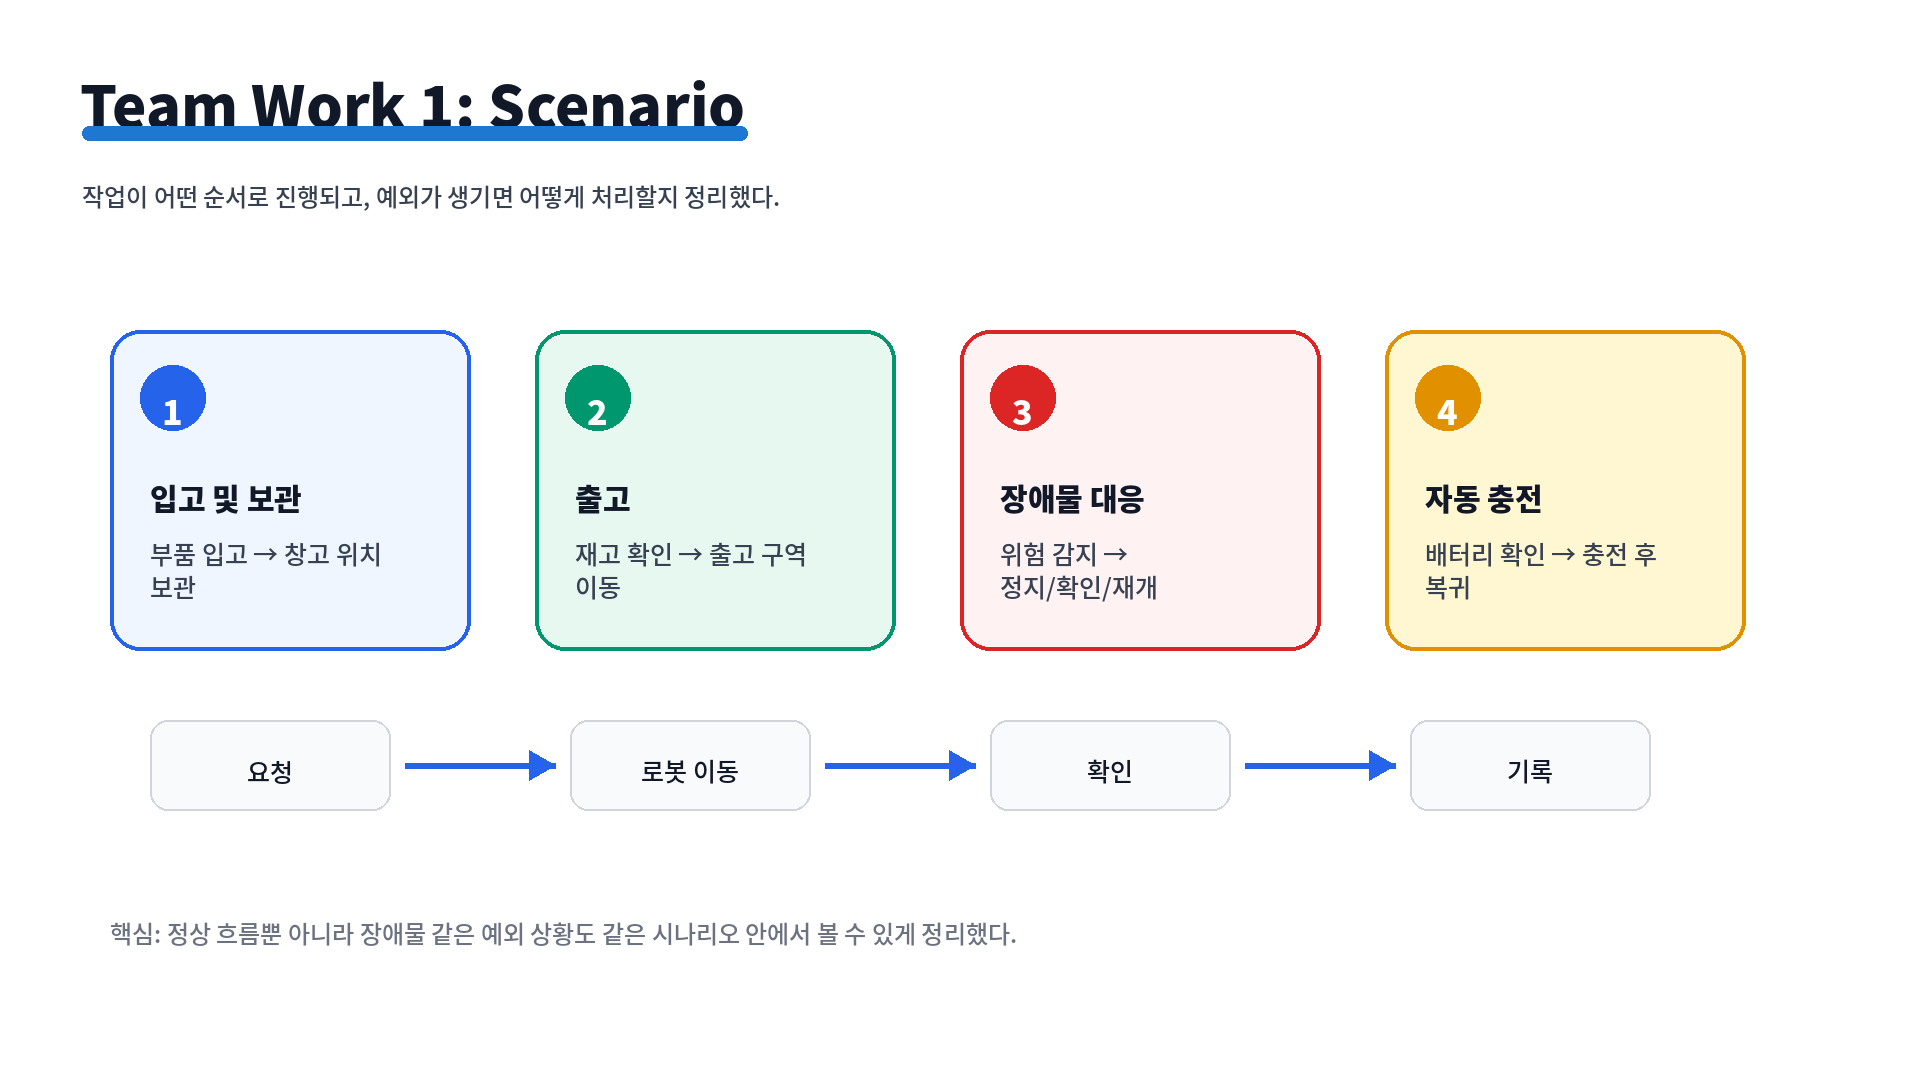 Team Work 1: Scenario
작업이 어떤 순서로 진행되고, 예외가 생기면 어떻게 처리할지 정리했다.
1
입고 및 보관
부품 입고 → 창고 위치
보관
2
출고
재고 확인 → 출고 구역
이동
3
장애물 대응
위험 감지 →
정지/확인/재개
4
자동 충전
배터리 확인 → 충전 후
복귀
요청
로봇 이동
확인
기록
핵심: 정상 흐름뿐 아니라 장애물 같은 예외 상황도 같은 시나리오 안에서 볼 수 있게 정리했다.